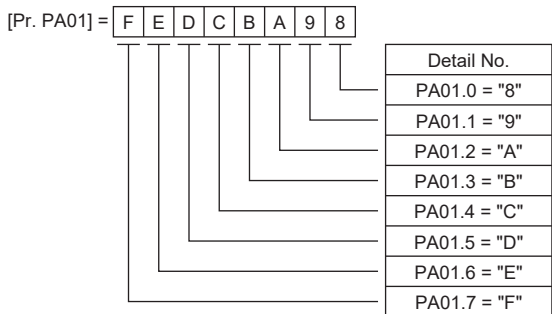 [Pr. PA01] = F E D C B A 9 8
Detail No.
PA01.0 = "8"
PA01.1 = "9"
PA01.2 = "A"
PA01.3 = "B"
PA01.4 = "C"
PA01.5 = "D"
PA01.6 = "E"
PA01.7 = "F"